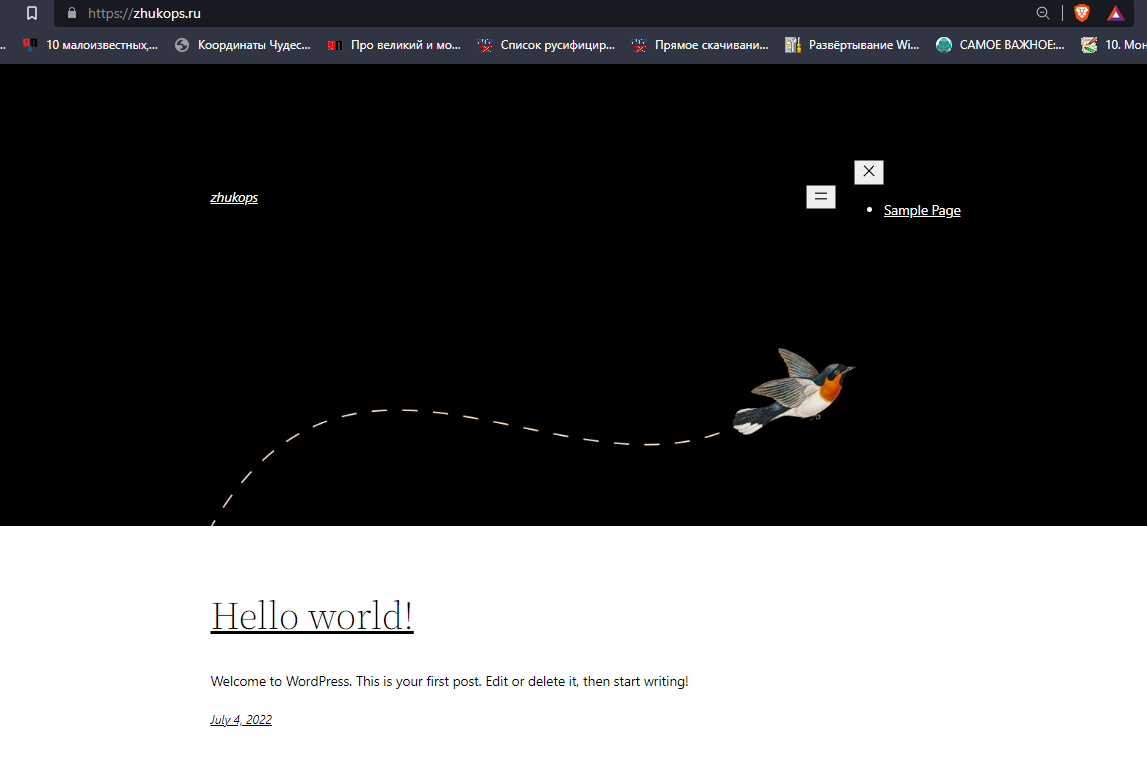 https://zhukops.ru
10 малоизвестных,... Координаты Чудес... Про великий и мо... Список русифицир... Прямое скачивани... Развёртывание Wi... САМОЕ ВАЖНОЕ:... 10. Мон
zhukops
Sample Page
Hello world!
Welcome to WordPress. This is your first post. Edit or delete it, then start writing!
July 4, 2022